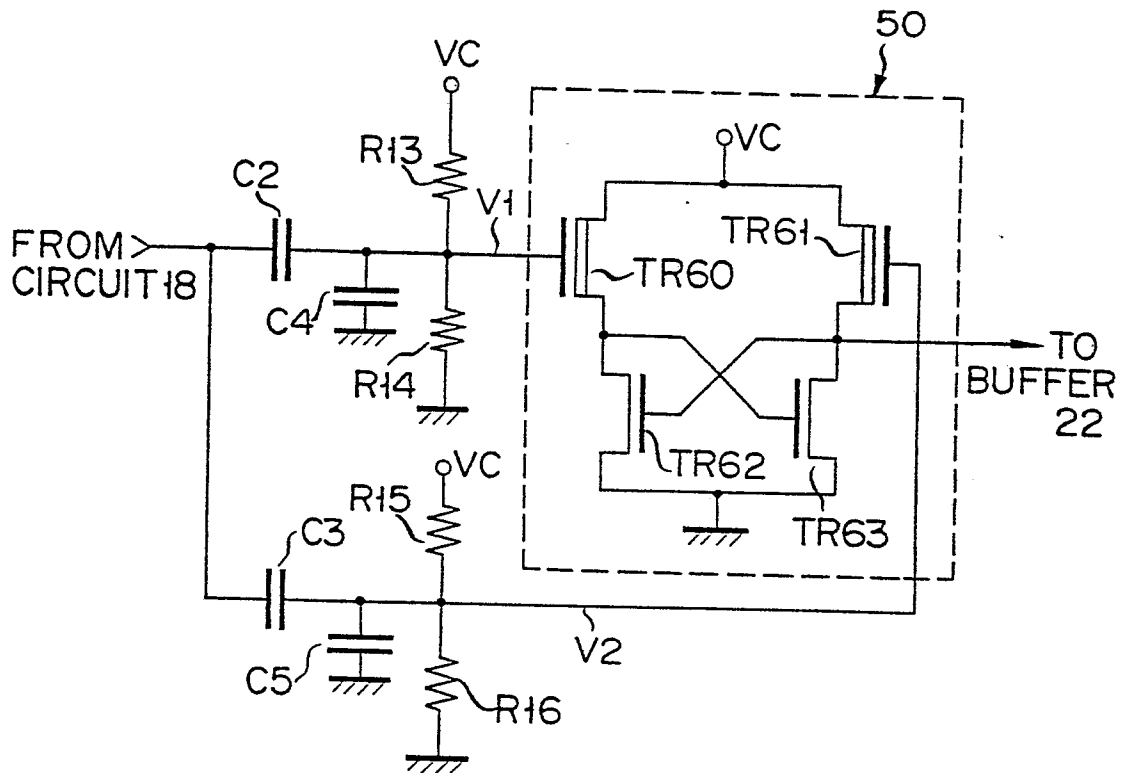 50
VC
R13
C2
V1
VC
TR61
FROM
CIRCUIT 18
TR60
C4
R14
TO
BUFFER
22
TR62
VC
R15
TR63
C3
V2
C5
R16